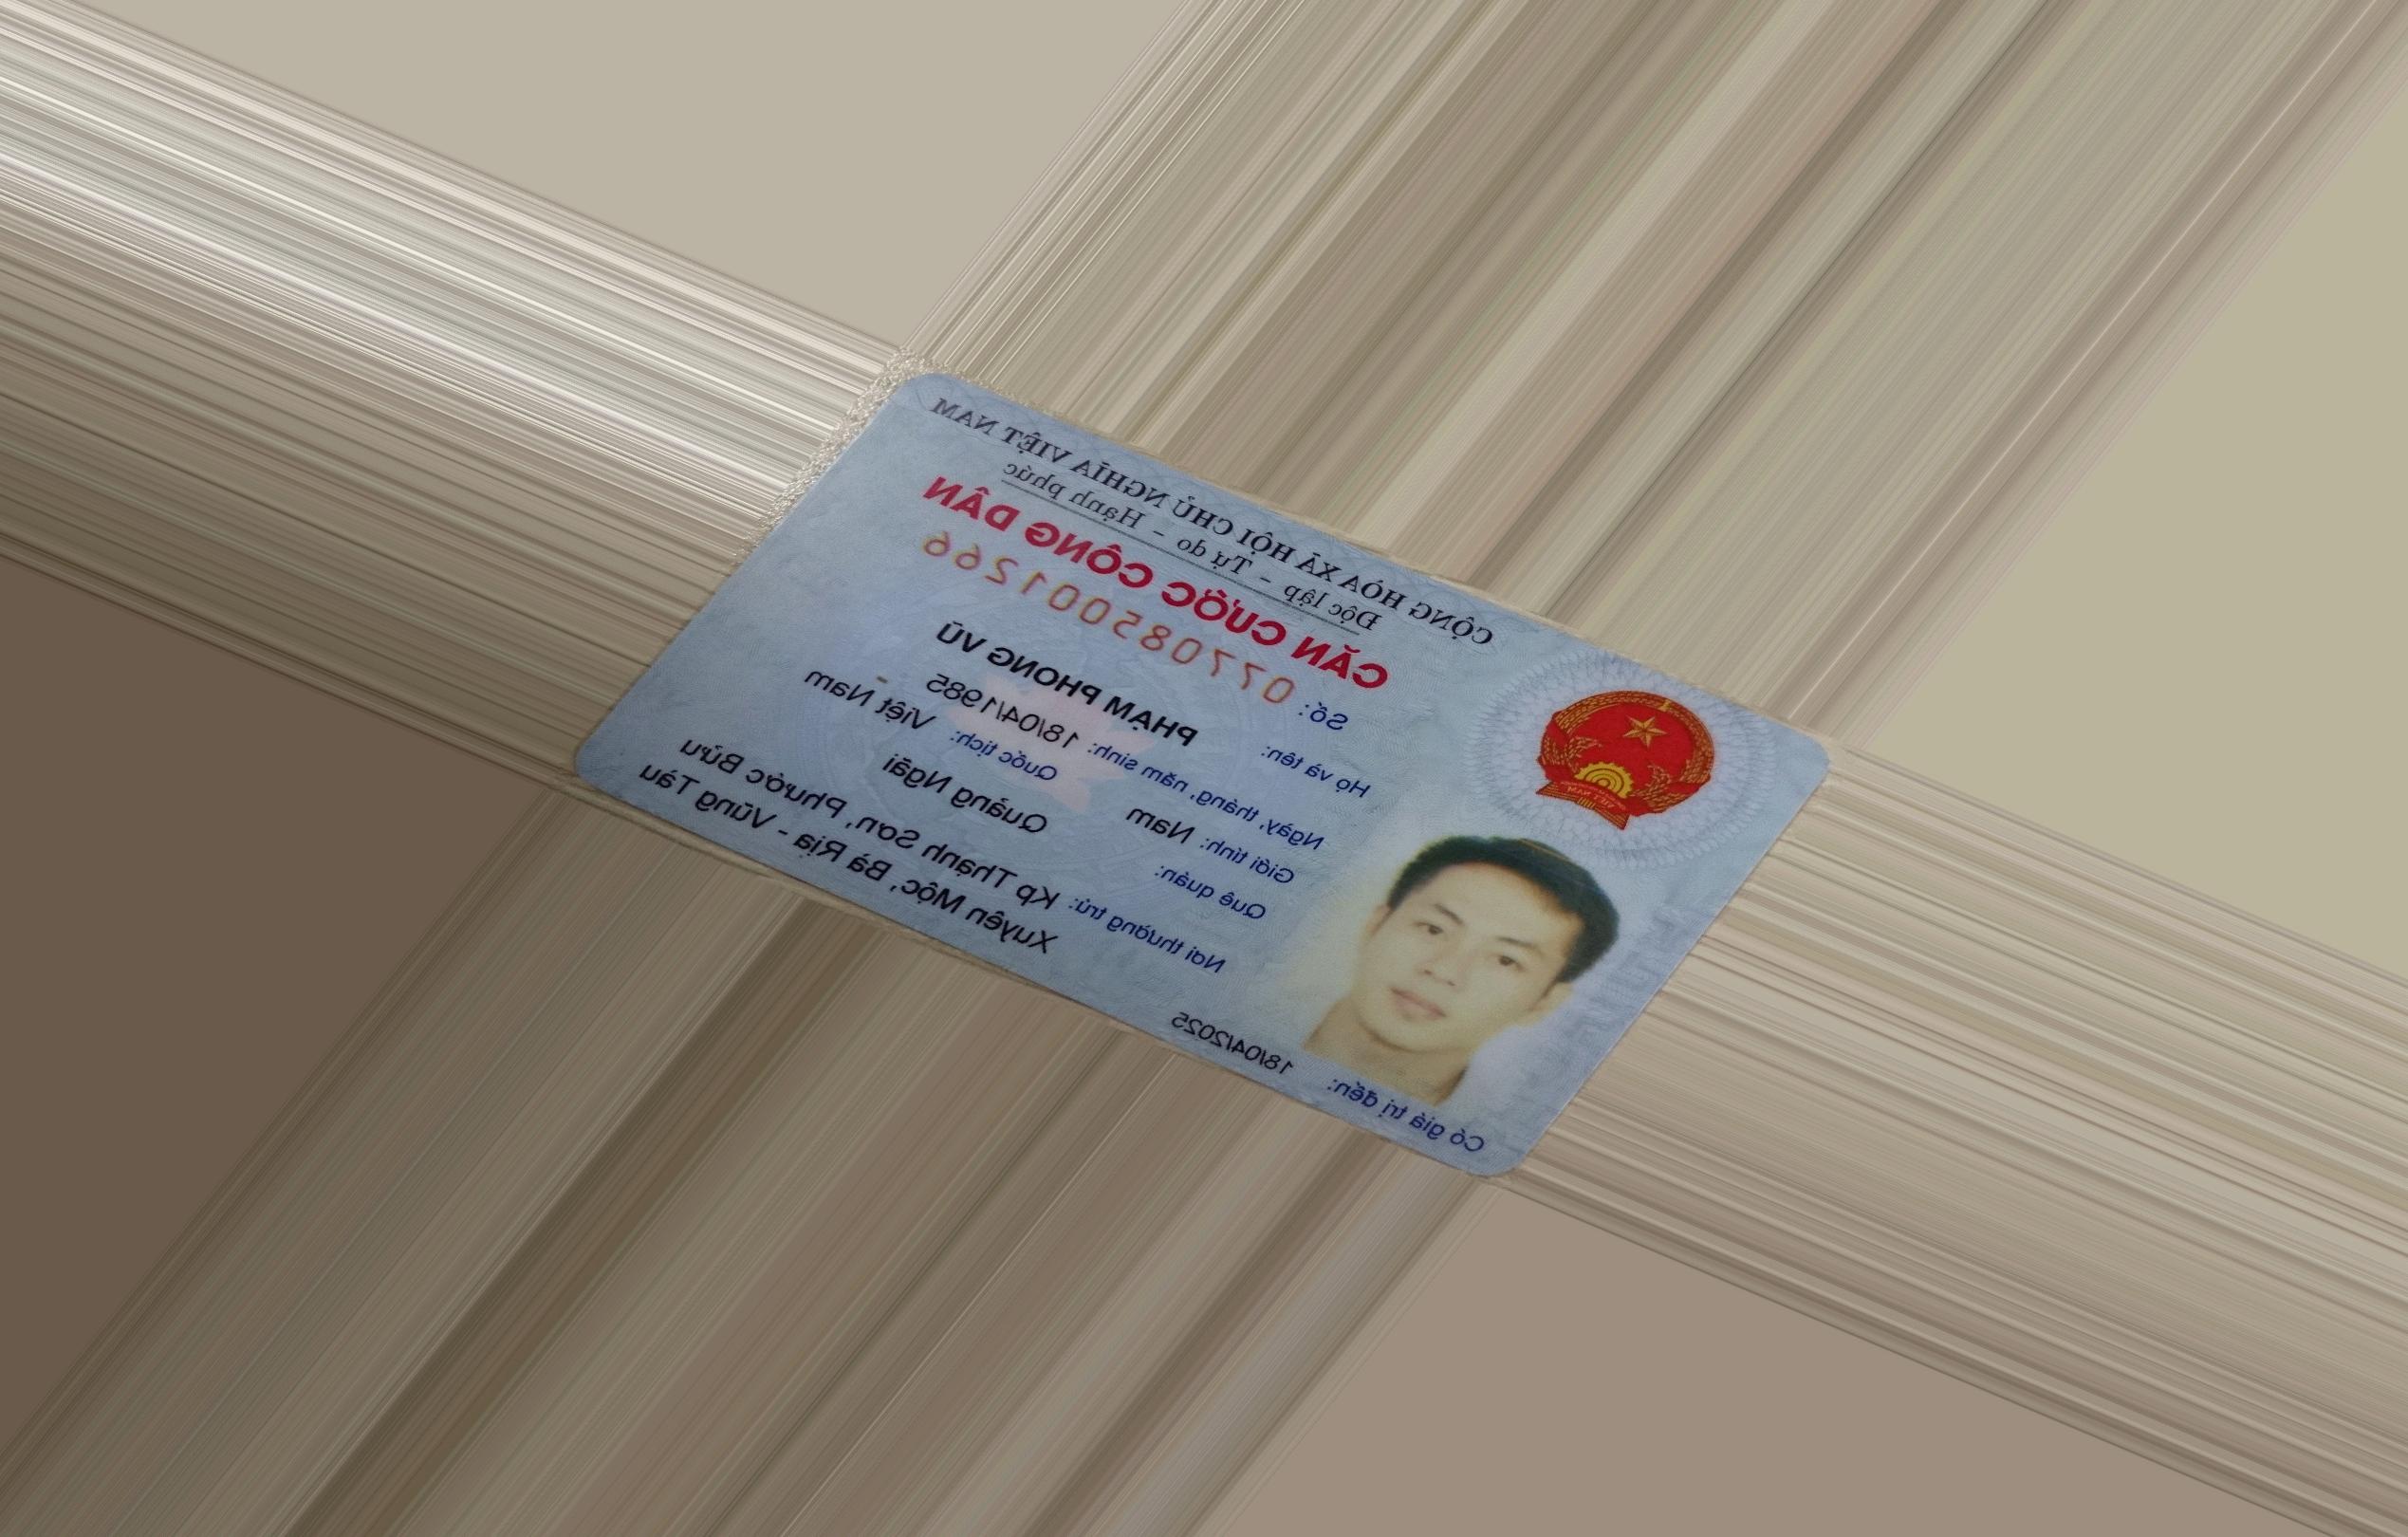 CỘNG HÒA XÃ HỘI CHỦ NGHĨA VIỆT NAM
Độc lập - Tự do - Hạnh phúc
CĂN CƯỚC CÔNG DÂN
Số: 077085001266
Họ và tên: PHẠM PHONG VŨ
Ngày, tháng, năm sinh: 18/04/1985
Giới tính: Nam Quốc tịch: Việt Nam
Quê quán: Quảng Ngãi
Nơi thường trú: Kp Thạnh Sơn, Phước Bửu
Xuyên Mộc, Bà Rịa - Vũng Tàu
Có giá trị đến: 18/04/2025